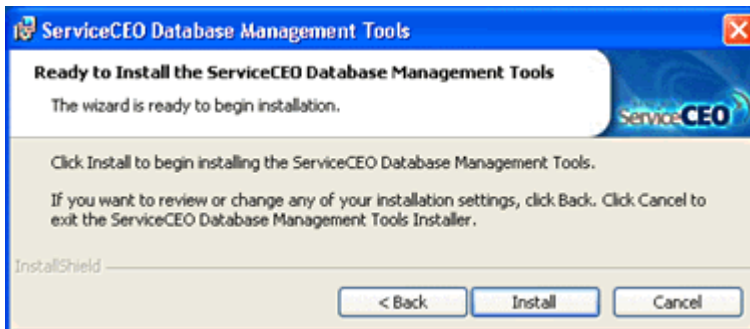 ServiceCEO Database Management Tools
Ready to Install the ServiceCEO Database Management Tools
The wizard is ready to begin installation.
ServiceCEO
Click Install to begin installing the ServiceCEO Database Management Tools.
If you want to review or change any of your installation settings, click Back. Click Cancel to
exit the ServiceCEO Database Management Tools Installer.
InstallShield
< Back
Install
Cancel